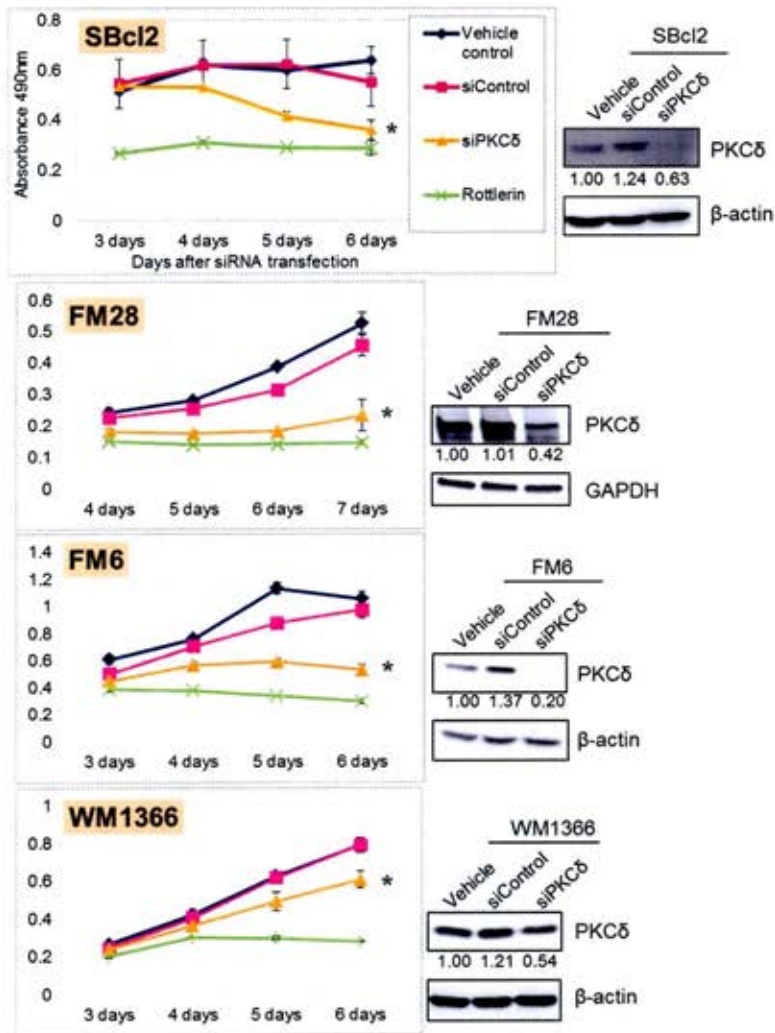 SBcl2
Absorbance 490nm
0.8
0.6
0.4
0.2
0
3 days 4 days 5 days 6 days
Days after siRNA transfection
*
Vehicle control
siControl
siPKCδ
Rottlerin
SBcl2
Vehicle siControl siPKCδ
PKCδ
1.00 1.24 0.63
β-actin
FM28
0.6
0.5
0.4
0.3
0.2
0.1
0
4 days 5 days 6 days 7 days
*
FM28
Vehicle siControl siPKCδ
PKCδ
1.00 1.01 0.42
GAPDH
FM6
1.4
1.2
1
0.8
0.6
0.4
0.2
0
3 days 4 days 5 days 6 days
*
FM6
Vehicle siControl siPKCδ
PKCδ
1.00 1.37 0.20
β-actin
WM1366
1
0.8
0.6
0.4
0.2
0
3 days 4 days 5 days 6 days
*
WM1366
Vehicle siControl siPKCδ
PKCδ
1.00 1.21 0.54
β-actin